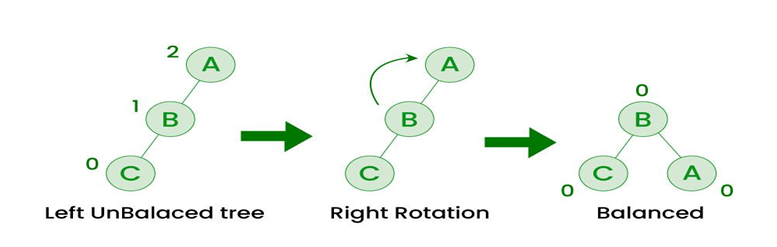 2 A
1 B
0 C
Left UnBalaced tree
A
B
C
Right Rotation
0
B
C A
0 0
Balanced